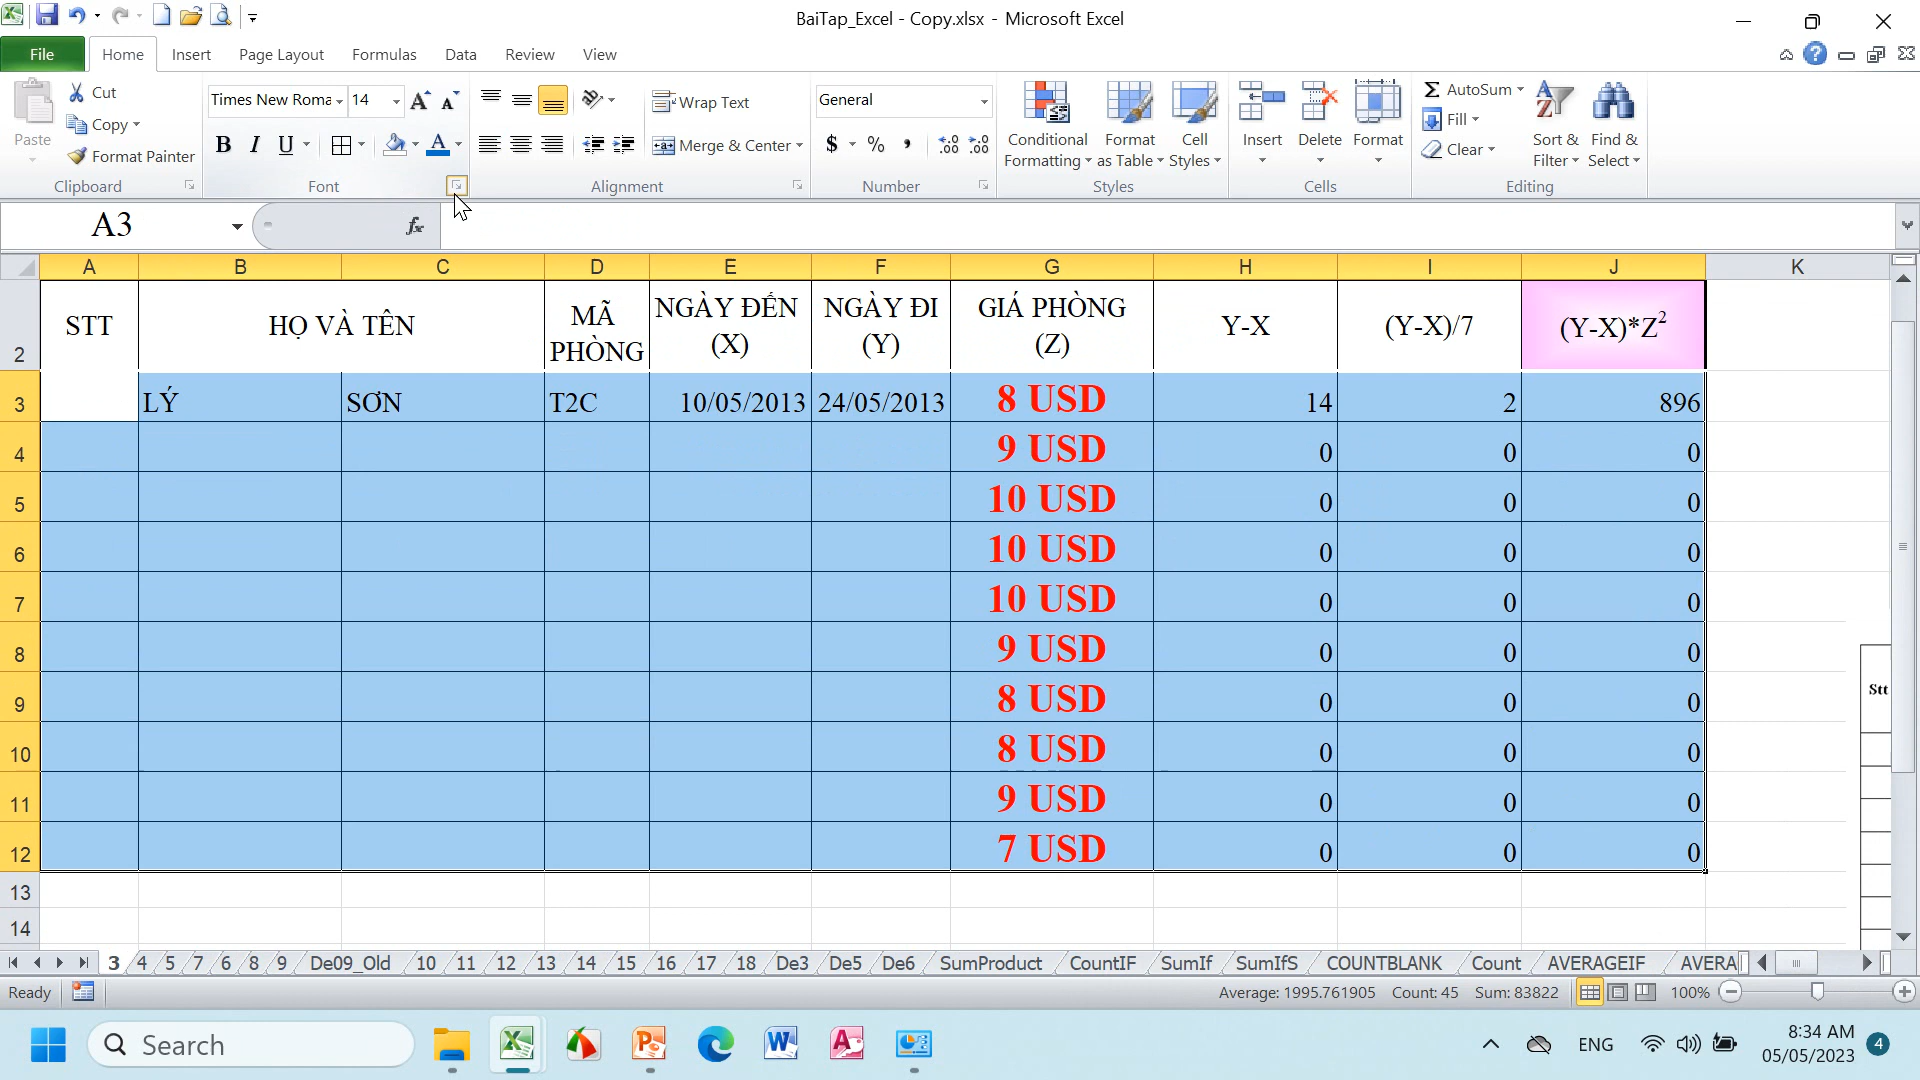 BaiTap_Excel - Copy.xlsx - Microsoft Excel
File Home Insert Page Layout Formulas Data Review View
Paste
Cut
Copy
Format Painter
Clipboard
Times New Roma 14
B I U
Font
Wrap Text
Merge & Center
Alignment
General
$ % ,
Number
Conditional Formatting
Format as Table
Cell Styles
Styles
Insert Delete Format
Cells
Σ AutoSum
Fill
Clear
Sort & Filter
Find & Select
Editing
A3 fx
A B C D E F G H I J K
2 STT HỌ VÀ TÊN MÃ PHÒNG NGÀY ĐẾN (X) NGÀY ĐI (Y) GIÁ PHÒNG (Z) Y-X (Y-X)/7 (Y-X)*Z²
3 LÝ SƠN T2C 10/05/2013 24/05/2013 8 USD 14 2 896
4 9 USD 0 0 0
5 10 USD 0 0 0
6 10 USD 0 0 0
7 10 USD 0 0 0
8 9 USD 0 0 0
Stt
9 8 USD 0 0 0
10 8 USD 0 0 0
11 9 USD 0 0 0
12 7 USD 0 0 0
13
14
3 4 5 7 6 8 9 De09_Old 10 11 12 13 14 15 16 17 18 De3 De5 De6 SumProduct CountIF SumIf SumIfS COUNTBLANK Count AVERAGEIF AVERA
Ready Average: 1995.761905 Count: 45 Sum: 83822 100%
Search
ENG
8:34 AM
05/05/2023
4